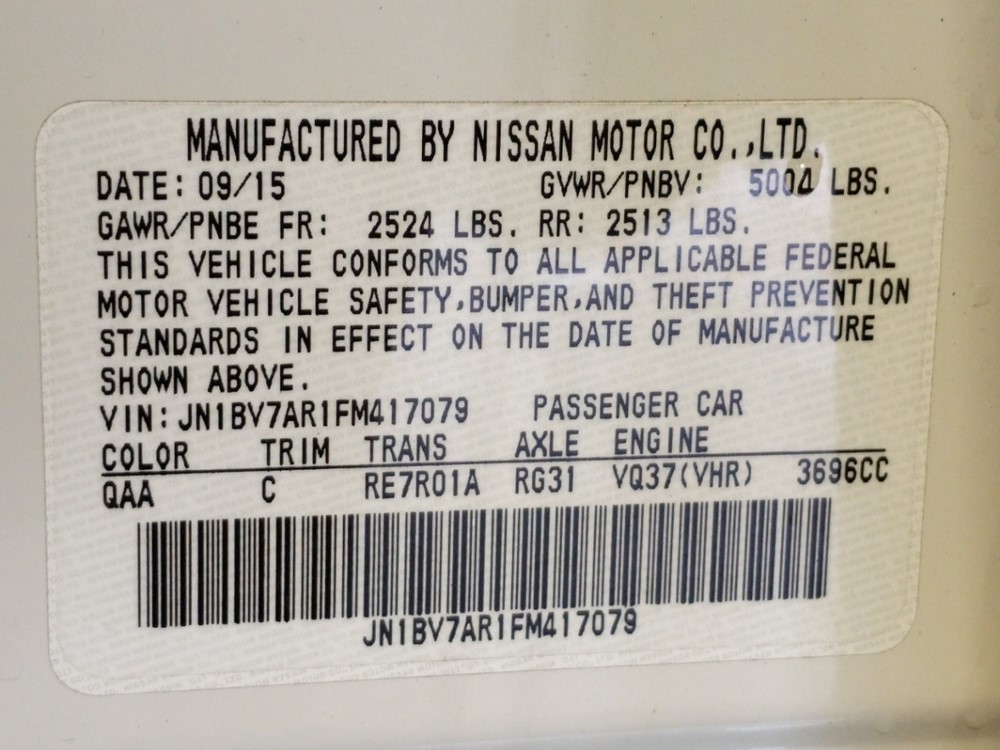 MANUFACTURED BY NISSAN MOTOR CO.,LTD.
DATE: 09/15 GVWR/PNBV: 5004 LBS.
GAWR/PNBE FR: 2524 LBS. RR: 2513 LBS.
THIS VEHICLE CONFORMS TO ALL APPLICABLE FEDERAL
MOTOR VEHICLE SAFETY,BUMPER,AND THEFT PREVENTION
STANDARDS IN EFFECT ON THE DATE OF MANUFACTURE
SHOWN ABOVE.
VIN: JN1BV7AR1FM417079 PASSENGER CAR
COLOR TRIM TRANS AXLE ENGINE
QAA C RE7R01A RG31 VQ37(VHR) 3696CC
JN1BV7AR1FM417079